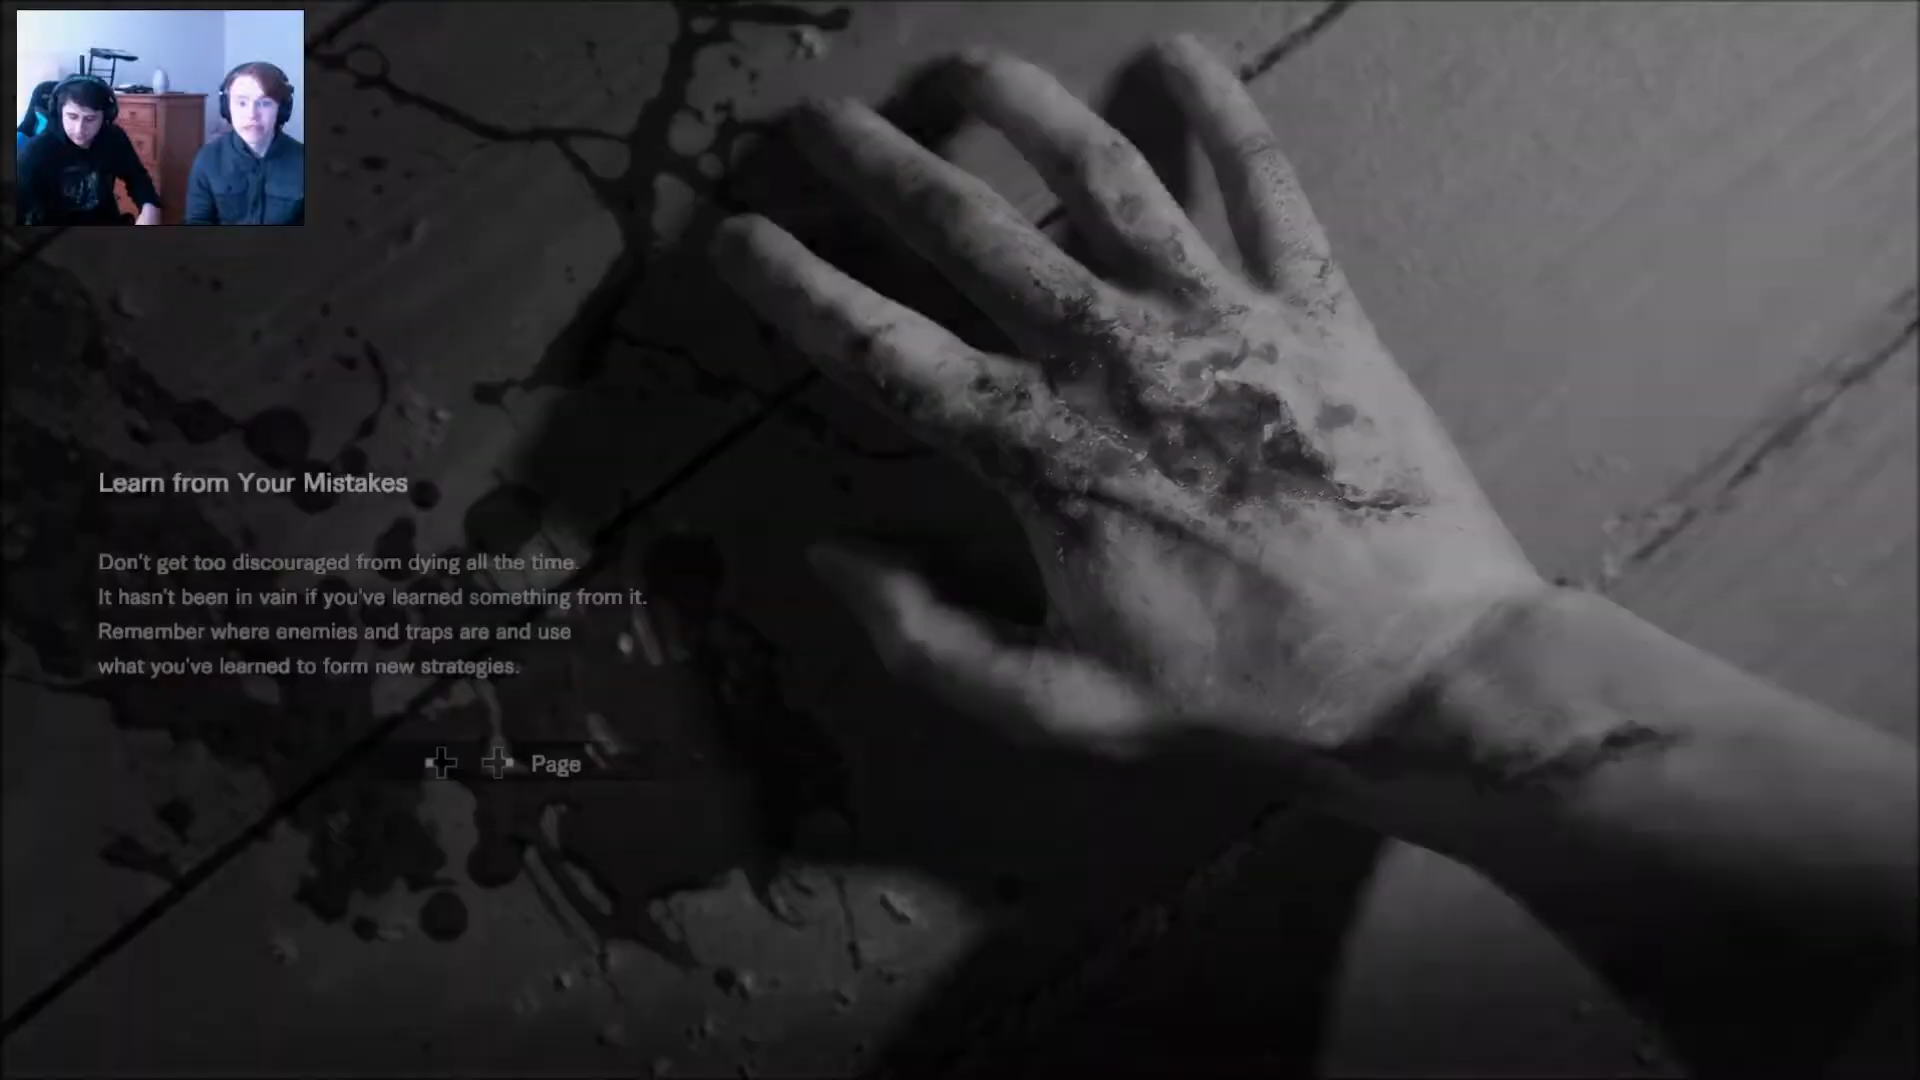 Learn from Your Mistakes
Don't get too discouraged from dying all the time.
It hasn't been in vain if you've learned something from it.
Remember where enemies and traps are and use
what you've learned to form new strategies.
Page